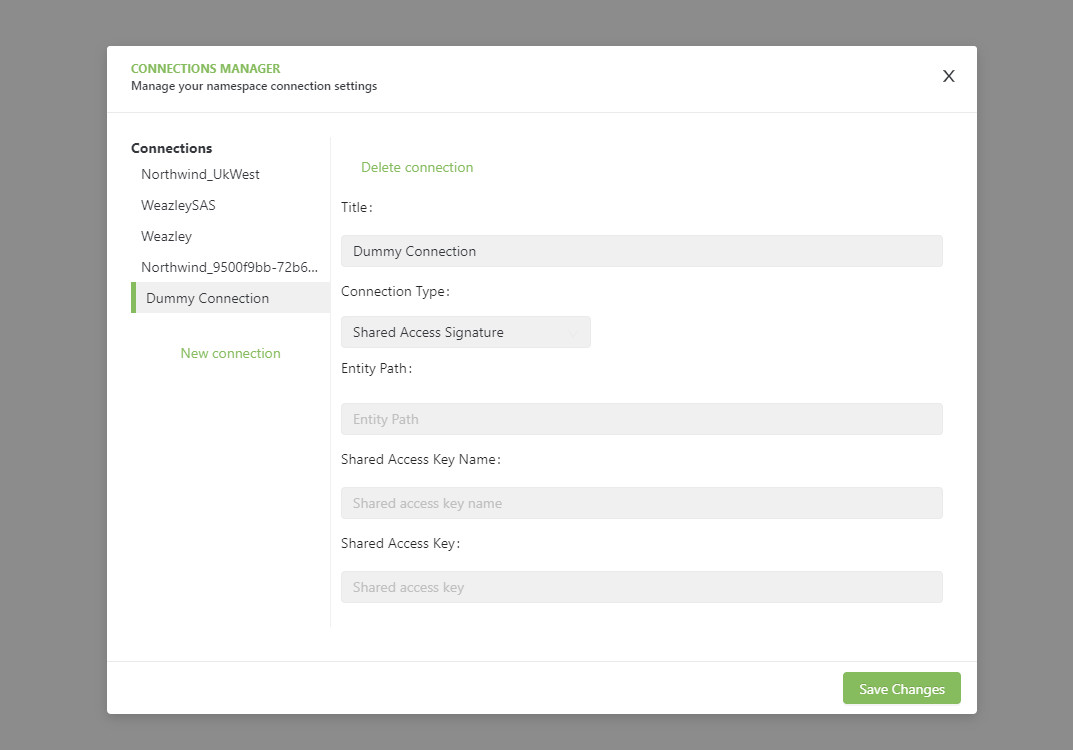 CONNECTIONS MANAGER
Manage your namespace connection settings
X
Connections
Northwind_UkWest
WeazleySAS
Weazley
Northwind_9500f9bb-72b6...
Dummy Connection
New connection
Delete connection
Title:
Dummy Connection
Connection Type:
Shared Access Signature
Entity Path:
Entity Path
Shared Access Key Name:
Shared access key name
Shared Access Key:
Shared access key
Save Changes